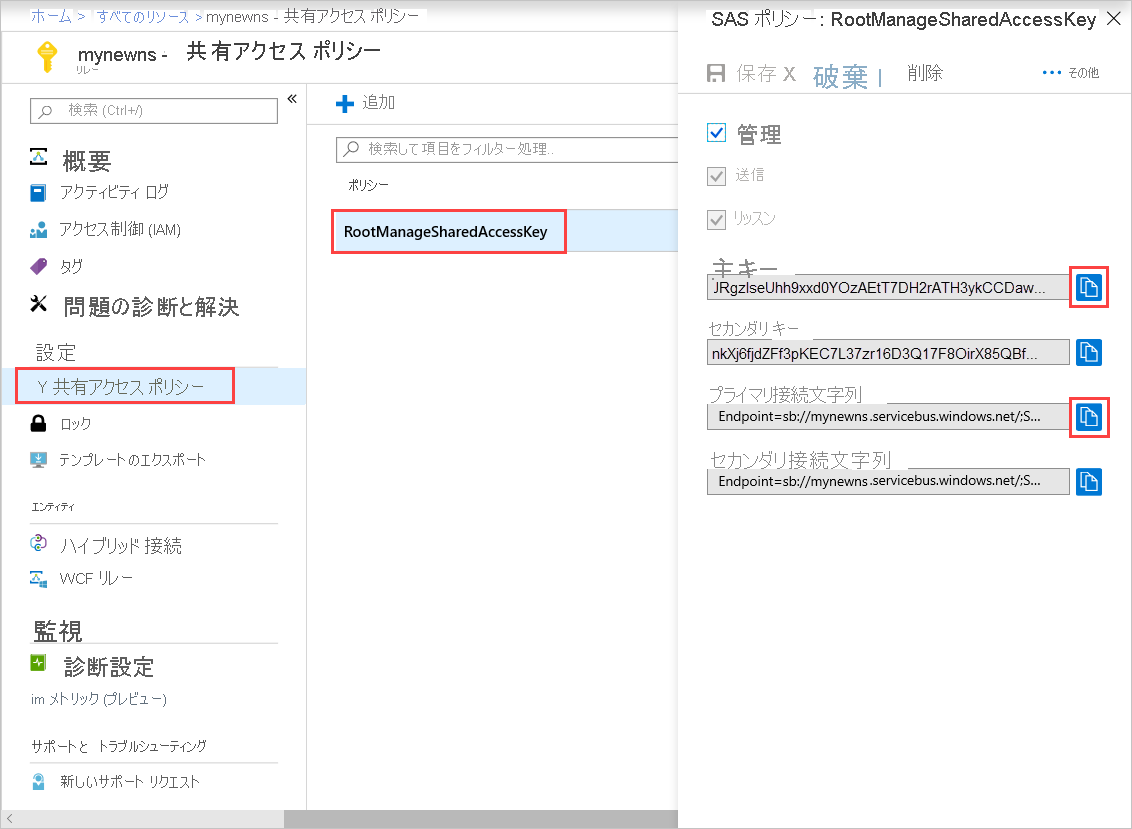 ホーム > すべてのリソース > mynewns - 共有アクセス ポリシー
mynewns - 共有アクセス ポリシー
リレー
検索 (Ctrl+/)
«
概要
アクティビティ ログ
アクセス制御 (IAM)
タグ
問題の診断と解決
設定
Y 共有アクセス ポリシー
ロック
テンプレートのエクスポート
エンティティ
ハイブリッド 接続
WCF リレー
監視
診断設定
im メトリック (プレビュー)
サポートと トラブルシューティング
新しいサポート リクエスト
追加
検索して項目をフィルター処理..
ポリシー
RootManageSharedAccessKey
SAS ポリシー: RootManageSharedAccessKey
保存 X 破棄 | 削除 ••• その他
管理
送信
リッスン
主キー
JRgzIseUhh9xxd0YOzAEtT7DH2rATH3ykCCDaw...
セカンダリ キー
nkXj6fjdZFf3pKEC7L37zr16D3Q17F8OirX85QBf...
プライマリ接続文字列
Endpoint=sb://mynewns.servicebus.windows.net/;S...
セカンダリ接続文字列
Endpoint=sb://mynewns.servicebus.windows.net/;S...